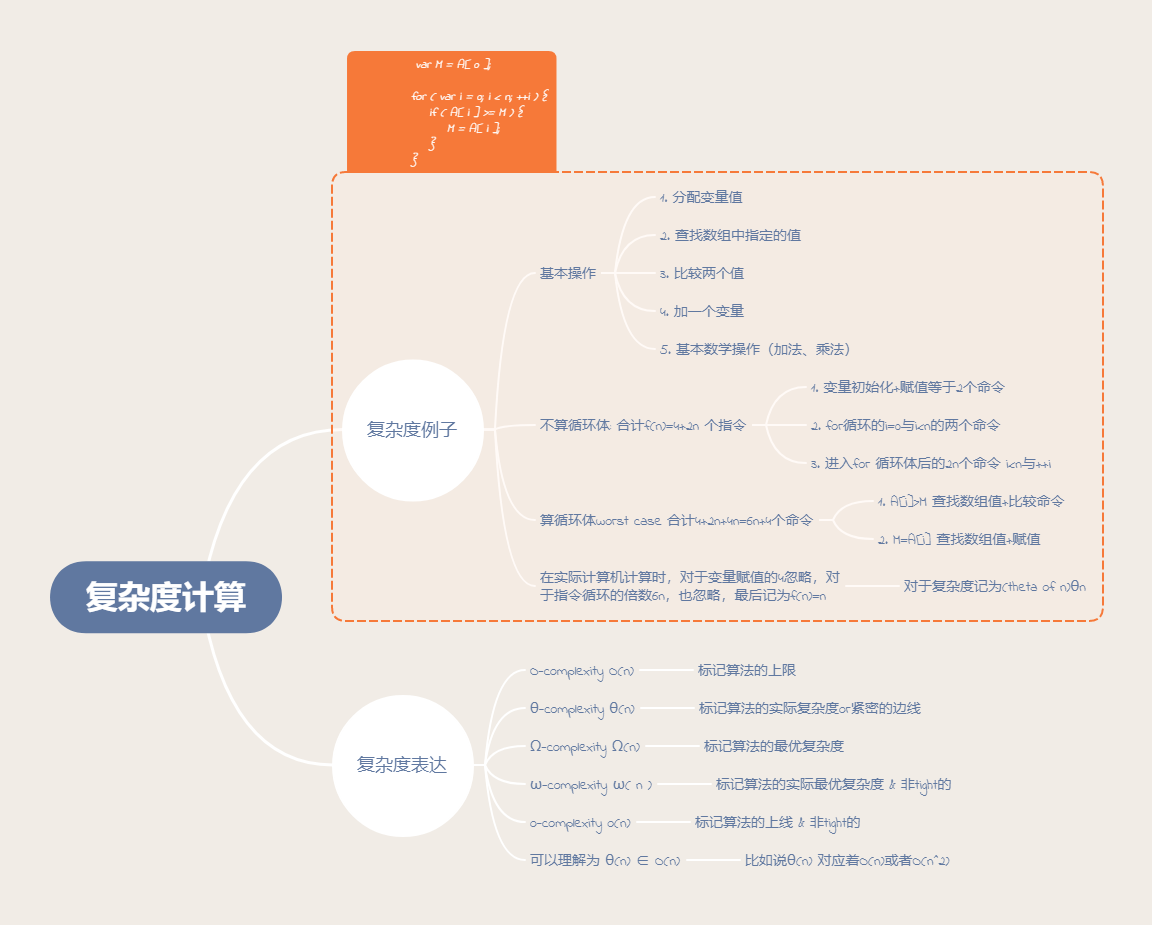 var M = A[ 0 ];
for ( var i = 0; i < n; ++i ) {
if ( A[ i ] >= M ) {
M = A[ i ];
}
}
1. 分配变量值
2. 查找数组中指定的值
基本操作
3. 比较两个值
4. 加一个变量
5. 基本数学操作（加法、乘法）
复杂度例子
不算循环体: 合计f(n)=4+2n 个指令
1. 变量初始化+赋值等于2个命令
2. for循环的i=0与i<n的两个命令
3. 进入for 循环体后的2n个命令 i<n与++i
算循环体worst case 合计4+2n+4n=6n+4个命令
1. A[i]>M 查找数组值+比较命令
2. M=A[i] 查找数组值+赋值
在实际计算机计算时，对于变量赋值的4忽略，对
于指令循环的倍数6n，也忽略，最后记为f(n)=n
对于复杂度记为(theta of n)θn
复杂度计算
复杂度表达
O-complexity O(n)
标记算法的上限
θ-complexity θ(n)
标记算法的实际复杂度or紧密的边线
Ω-complexity Ω(n)
标记算法的最优复杂度
ω-complexity ω( n )
标记算法的实际最优复杂度 & 非tight的
o-complexity o(n)
标记算法的上线 & 非tight的
可以理解为 θ(n) ∈ O(n)
比如说θ(n) 对应着O(n)或者O(n^2)